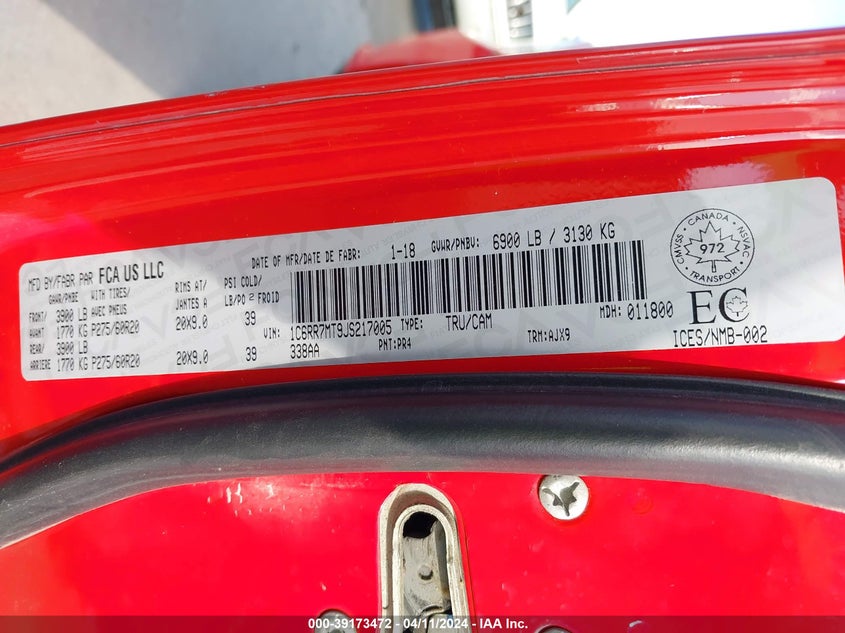 MFD BY/FABR PAR FCA US LLC
DATE OF MFR/DATE DE FABR: 1-18
GVWR/PNBV: 6900 LB / 3130 KG
GVWR/PNBE WITH TIRES/ RIMS AT/ PSI COLD/
AVEC PNEUS JANTES A LB/PO² FROID
FRONT/ 3900 LB
AVANT 1770 KG P275/60R20 20X9.0 39
REAR/ 3900 LB
ARRIERE 1770 KG P275/60R20 20X9.0 39
VIN: 1C6RR7MT9JS217005 TYPE: TRU/CAM MDH: 011800
338AA PNT:PR4 TRM:AJX9
CANADA
CMVSS 972 NSVAC
TRANSPORT
EC
ICES/NMB-002
000-39173472 - 04/11/2024 - IAA Inc.